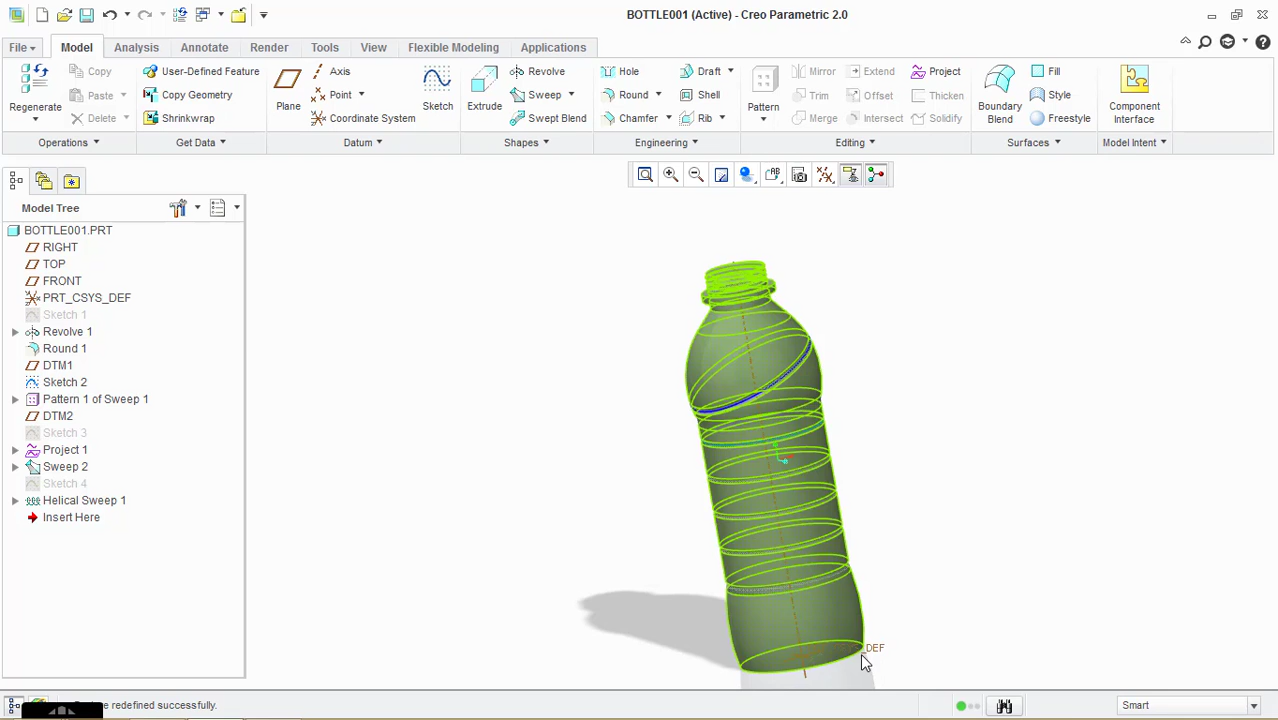 BOTTLE001 (Active) - Creo Parametric 2.0
File Model Analysis Annotate Render Tools View Flexible Modeling Applications
Regenerate
Copy
Paste
Delete
Operations
User-Defined Feature
Copy Geometry
Shrinkwrap
Get Data
Plane
Axis
Point
Coordinate System
Datum
Sketch
Extrude
Revolve
Sweep
Swept Blend
Shapes
Hole
Round
Chamfer
Draft
Shell
Rib
Engineering
Pattern
Mirror
Trim
Merge
Extend
Offset
Intersect
Project
Thicken
Solidify
Editing
Boundary
Blend
Fill
Style
Freestyle
Surfaces
Component
Interface
Model Intent
Model Tree
BOTTLE001.PRT
RIGHT
TOP
FRONT
PRT_CSYS_DEF
Sketch 1
Revolve 1
Round 1
DTM1
Sketch 2
Pattern 1 of Sweep 1
DTM2
Sketch 3
Project 1
Sweep 2
Sketch 4
Helical Sweep 1
Insert Here
_DEF
redefined successfully.
Smart